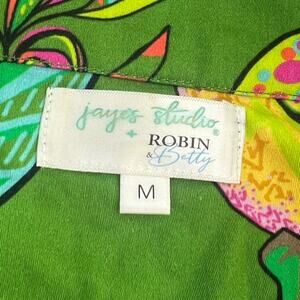 jayes studio®
+ ROBIN
& Betty
M